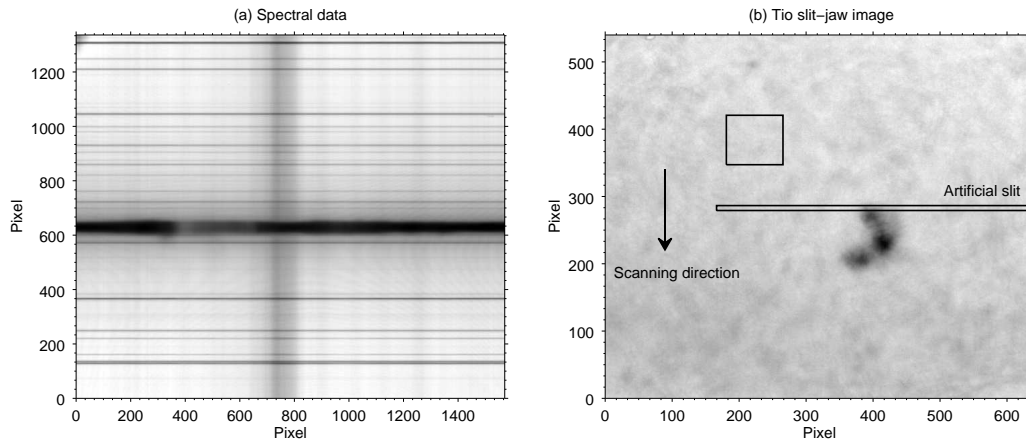 (a) Spectral data
Pixel
1200
1000
800
600
400
200
0
0 200 400 600 800 1000 1200 1400
Pixel
(b) Tio slit-jaw image
Pixel
500
400
300
200
100
0
0 100 200 300 400 500 600
Pixel
Artificial slit
Scanning direction